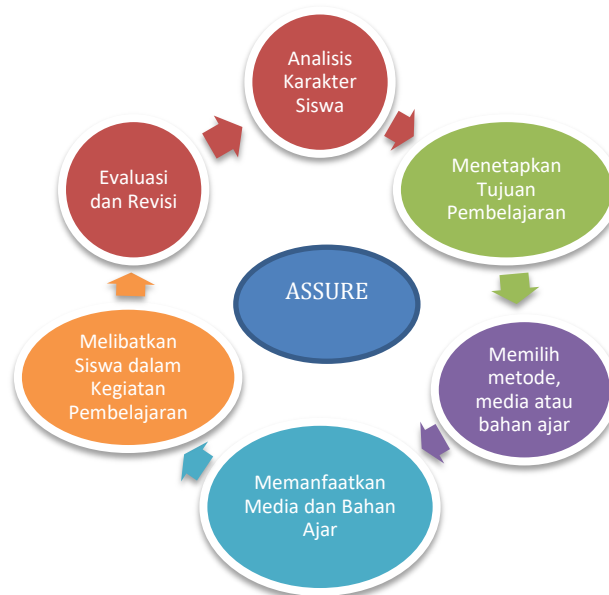 Analisis
Karakter
Siswa
Menetapkan
Tujuan
Pembelajaran
Memilih
metode,
media atau
bahan ajar
Memanfaatkan
Media dan Bahan
Ajar
Melibatkan
Siswa dalam
Kegiatan
Pembelajaran
Evaluasi
dan Revisi
ASSURE